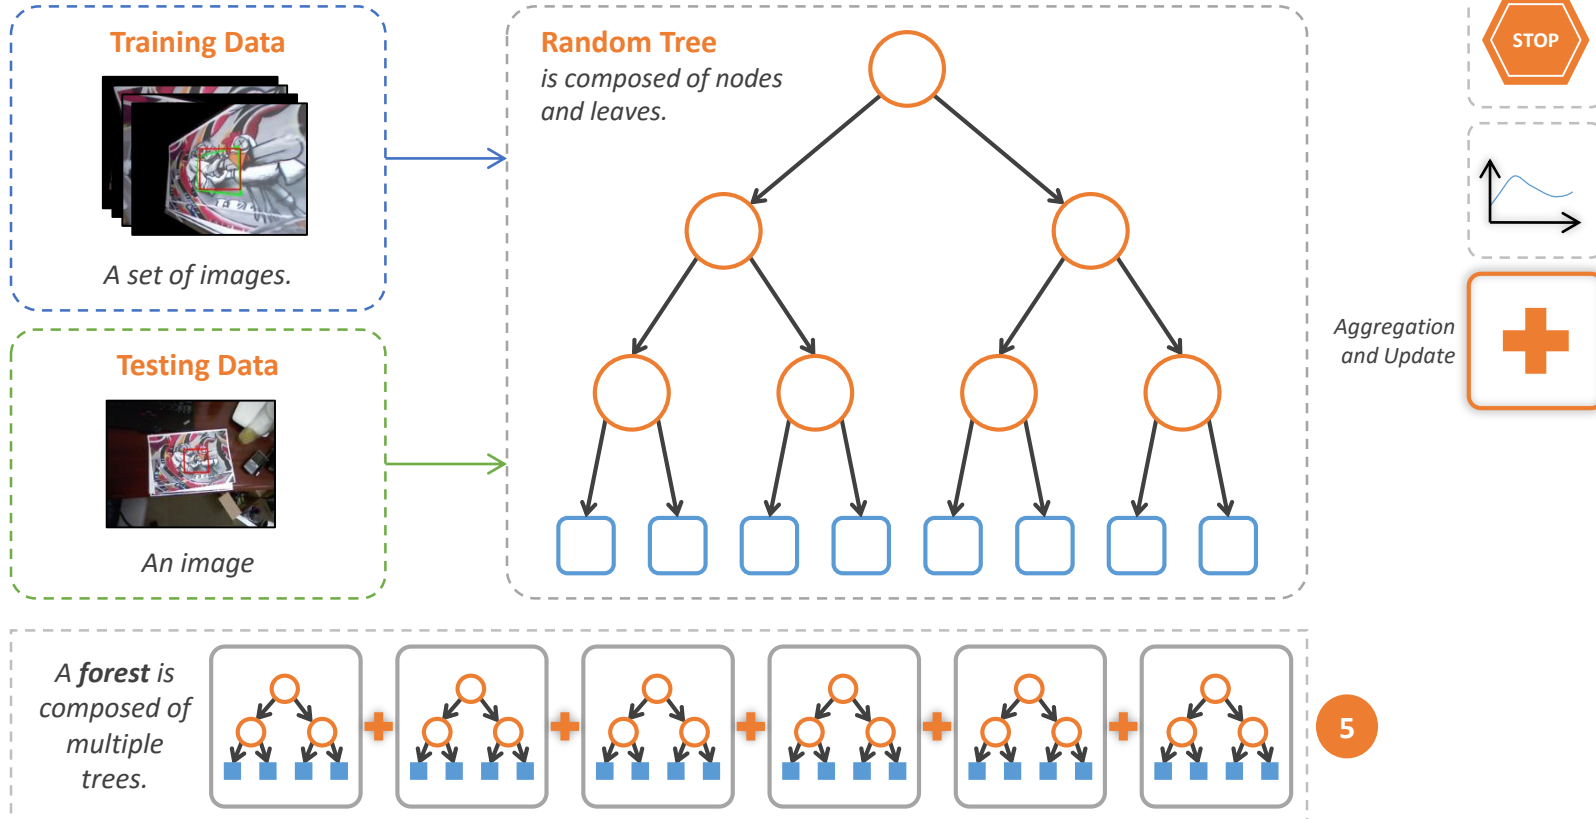 Training Data
A set of images.
Testing Data
An image
Random Tree
is composed of nodes
and leaves.
STOP
Aggregation
and Update
A forest is
composed of
multiple
trees.
5